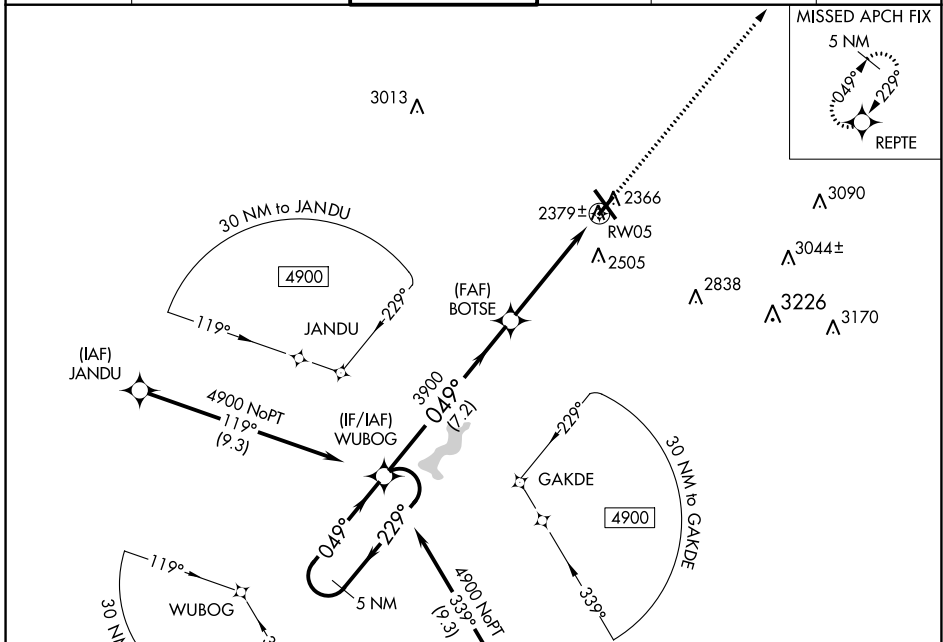 MISSED APCH FIX
5 NM
049°
229°
REPTE
3013
2366
2379±
RW05
2505
3090
3044±
2838
3226
3170
30 NM to JANDU
4900
119°
229°
JANDU
(FAF)
BOTSE
(IAF)
JANDU
4900 NoPT
119°
(9.3)
3900
049°
(7.2)
(IF/IAF)
WUBOG
049°
229°
5 NM
229°
GAKDE
4900
30 NM to GAKDE
339°
4900 NoPT
339°
(9.3)
119°
WUBOG
30 NM